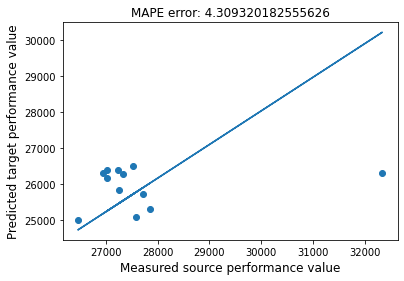 MAPE error: 4.309320182555626
30000
29000
28000
27000
26000
25000
Predicted target performance value
27000 28000 29000 30000 31000 32000
Measured source performance value